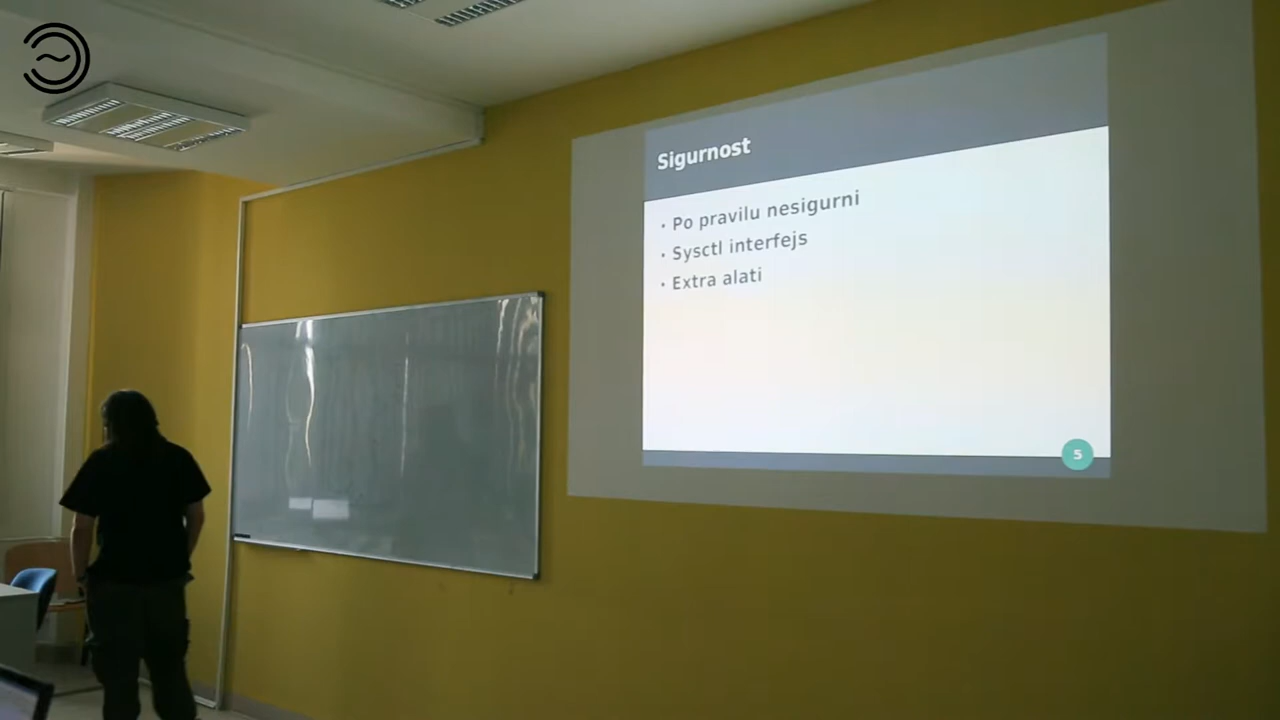 Sigurnost
• Po pravilu nesigurni
• Sysctl interfejs
• Extra alati
5